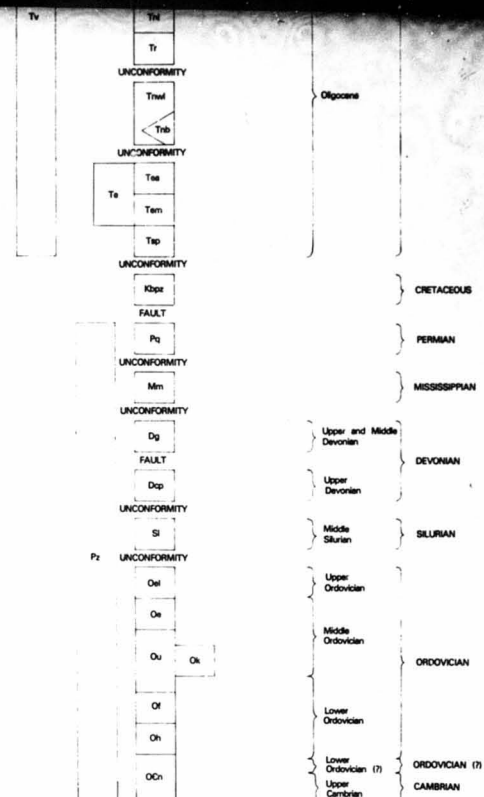 Tv
Tr
UNCONFORMITY
Tnwl
Oligocene
Tnb
UNCONFORMITY
Tea
Te
Tem
Tsp
UNCONFORMITY
Kbpz
CRETACEOUS
FAULT
Pq
PERMIAN
UNCONFORMITY
Mm
MISSISSIPPIAN
UNCONFORMITY
Dg
Upper and Middle
Devonian
DEVONIAN
FAULT
Dcp
Upper
Devonian
UNCONFORMITY
Sl
Middle
Silurian
SILURIAN
Pz
UNCONFORMITY
Oel
Upper
Ordovician
Oe
Middle
Ordovician
Ou
Ok
ORDOVICIAN
Of
Lower
Ordovician
Oh
Lower
Ordovician (?)
ORDOVICIAN (?)
OCn
Upper
Cambrian
CAMBRIAN